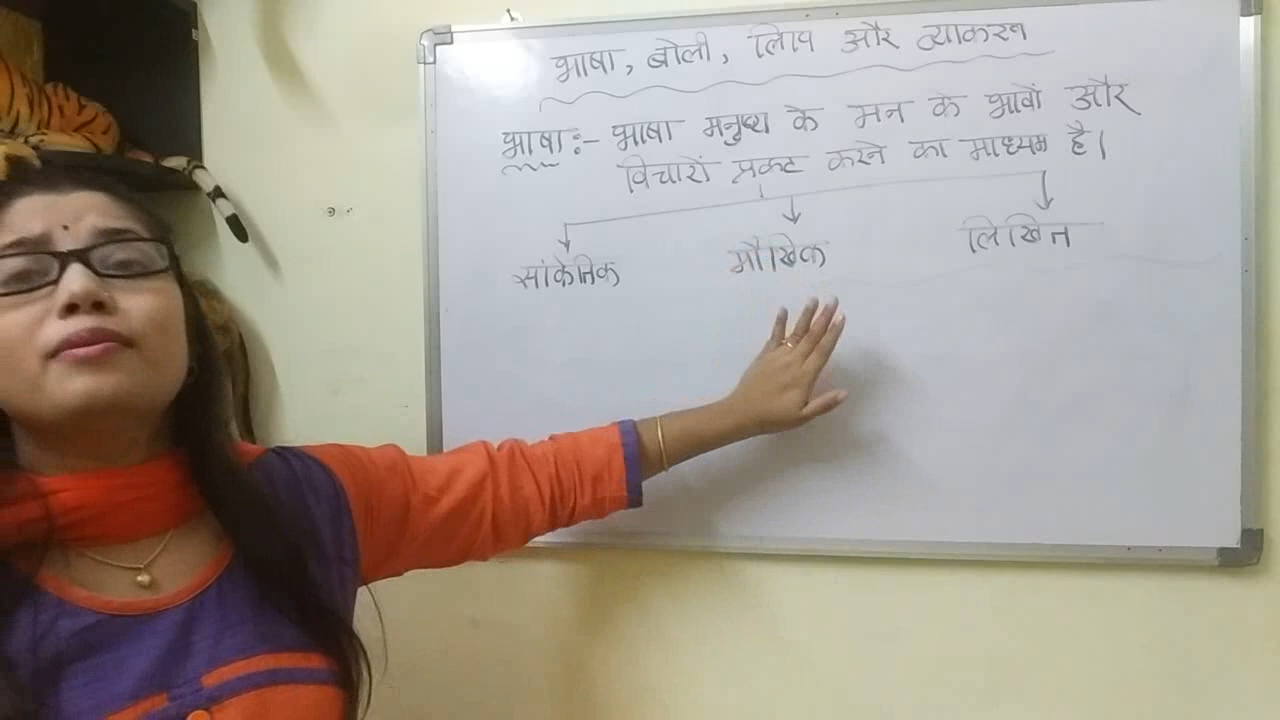 भाषा, बोली, लिपि और व्याकरण
भाषा :- भाषा मनुष्य के मन के भावों और
विचारों प्रकट करने का माध्यम है।
सांकेतिक मौखिक लिखित